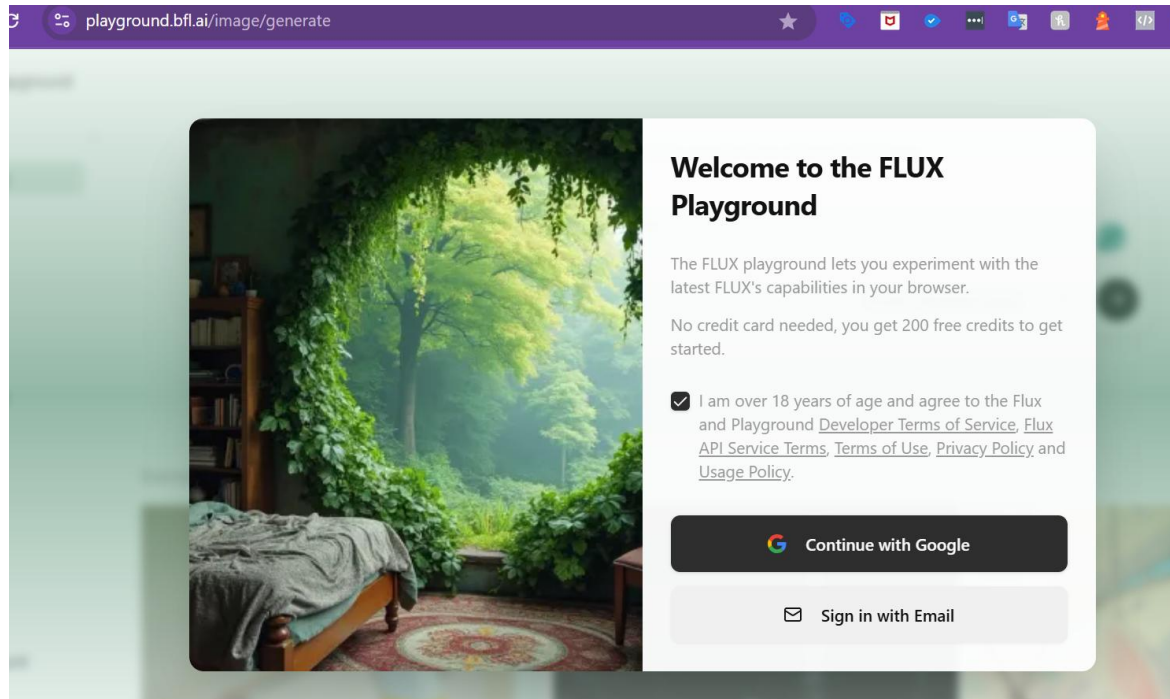 playground.bfl.ai/image/generate
Welcome to the FLUX
Playground
The FLUX playground lets you experiment with the
latest FLUX's capabilities in your browser.
No credit card needed, you get 200 free credits to get
started.
I am over 18 years of age and agree to the Flux
and Playground Developer Terms of Service, Flux
API Service Terms, Terms of Use, Privacy Policy and
Usage Policy.
Continue with Google
Sign in with Email